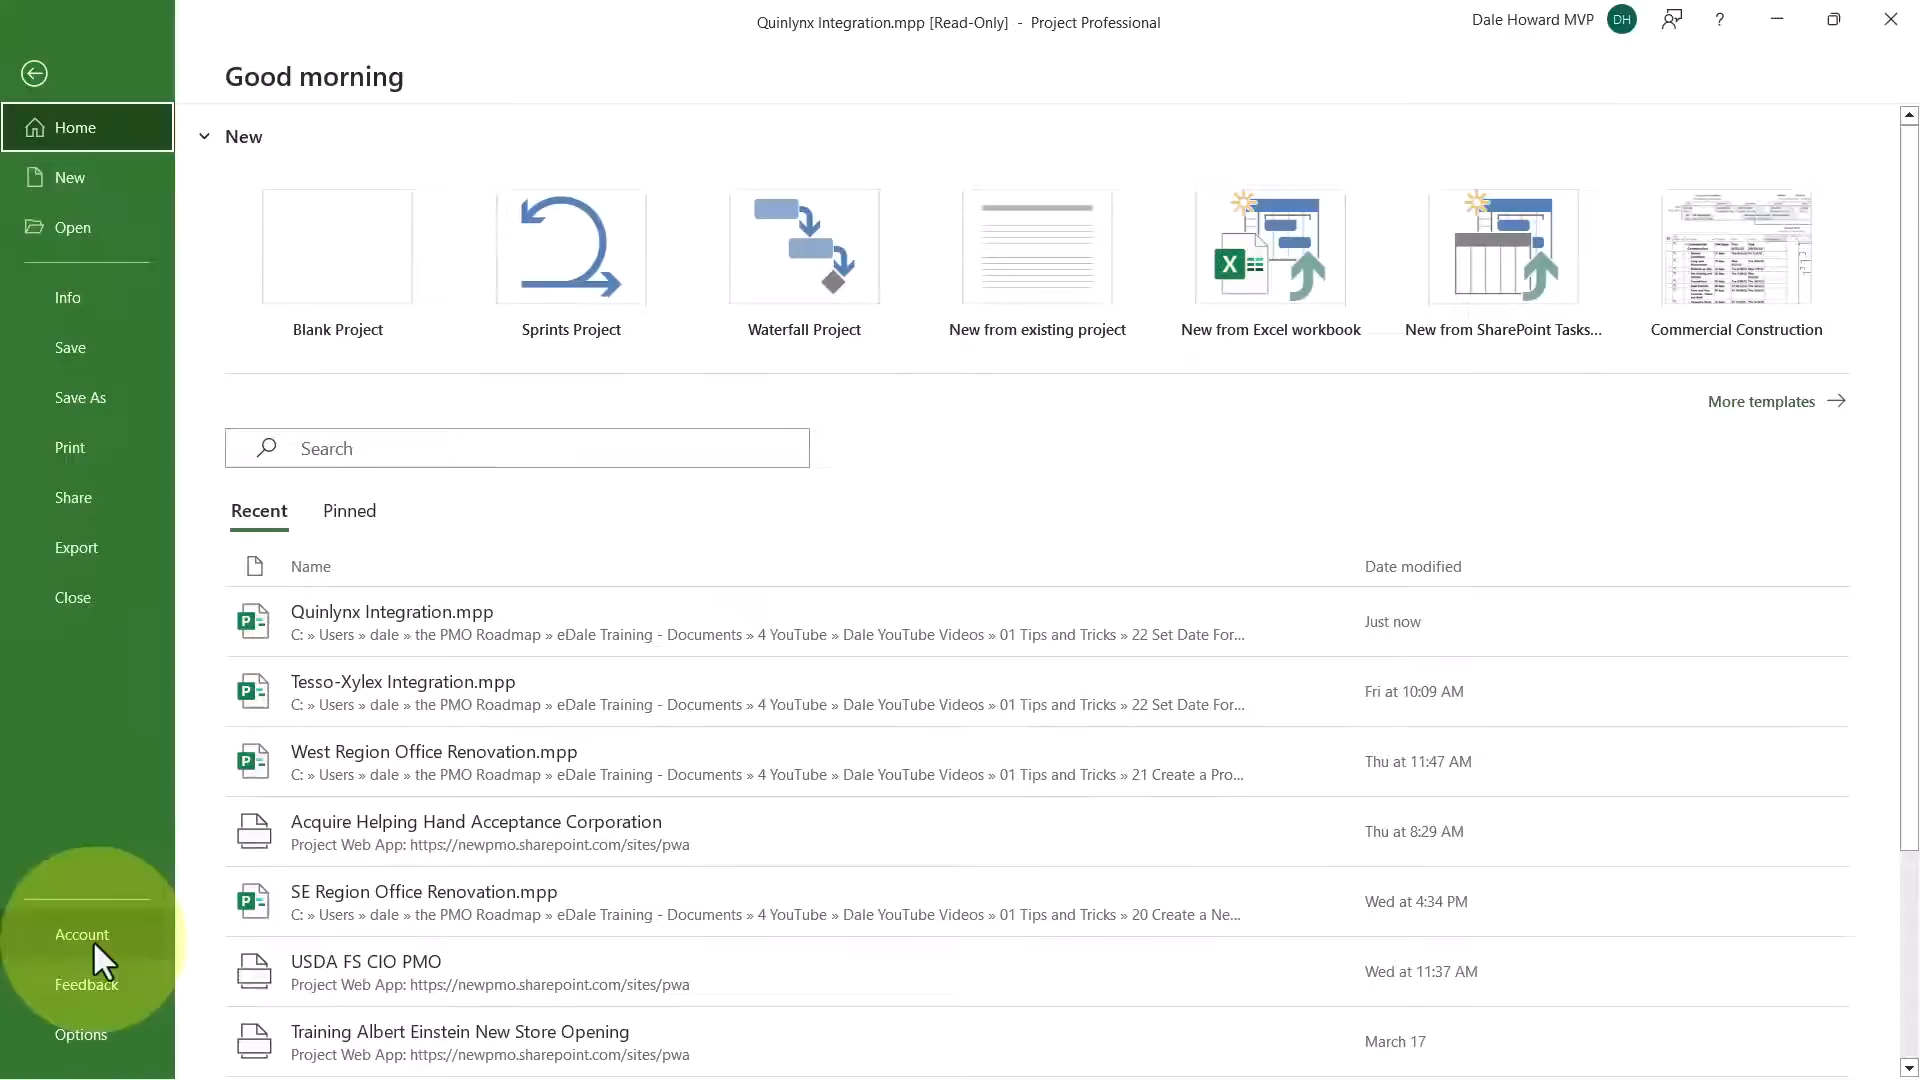 Quinlynx Integration.mpp [Read-Only] - Project Professional
Dale Howard MVP
DH
?
Good morning
Home
New
Open
Info
Save
Save As
Print
Share
Export
Close
Account
Feedback
Options
New
Blank Project
Sprints Project
Waterfall Project
New from existing project
New from Excel workbook
New from SharePoint Tasks...
Commercial Construction
More templates
Search
Recent
Pinned
Name
Date modified
Quinlynx Integration.mpp
C: » Users » dale » the PMO Roadmap » eDale Training - Documents » 4 YouTube » Dale YouTube Videos » 01 Tips and Tricks » 22 Set Date For...
Just now
Tesso-Xylex Integration.mpp
C: » Users » dale » the PMO Roadmap » eDale Training - Documents » 4 YouTube » Dale YouTube Videos » 01 Tips and Tricks » 22 Set Date For...
Fri at 10:09 AM
West Region Office Renovation.mpp
C: » Users » dale » the PMO Roadmap » eDale Training - Documents » 4 YouTube » Dale YouTube Videos » 01 Tips and Tricks » 21 Create a Pro...
Thu at 11:47 AM
Acquire Helping Hand Acceptance Corporation
Project Web App: https://newpmo.sharepoint.com/sites/pwa
Thu at 8:29 AM
SE Region Office Renovation.mpp
C: » Users » dale » the PMO Roadmap » eDale Training - Documents » 4 YouTube » Dale YouTube Videos » 01 Tips and Tricks » 20 Create a Ne...
Wed at 4:34 PM
USDA FS CIO PMO
Project Web App: https://newpmo.sharepoint.com/sites/pwa
Wed at 11:37 AM
Training Albert Einstein New Store Opening
Project Web App: https://newpmo.sharepoint.com/sites/pwa
March 17